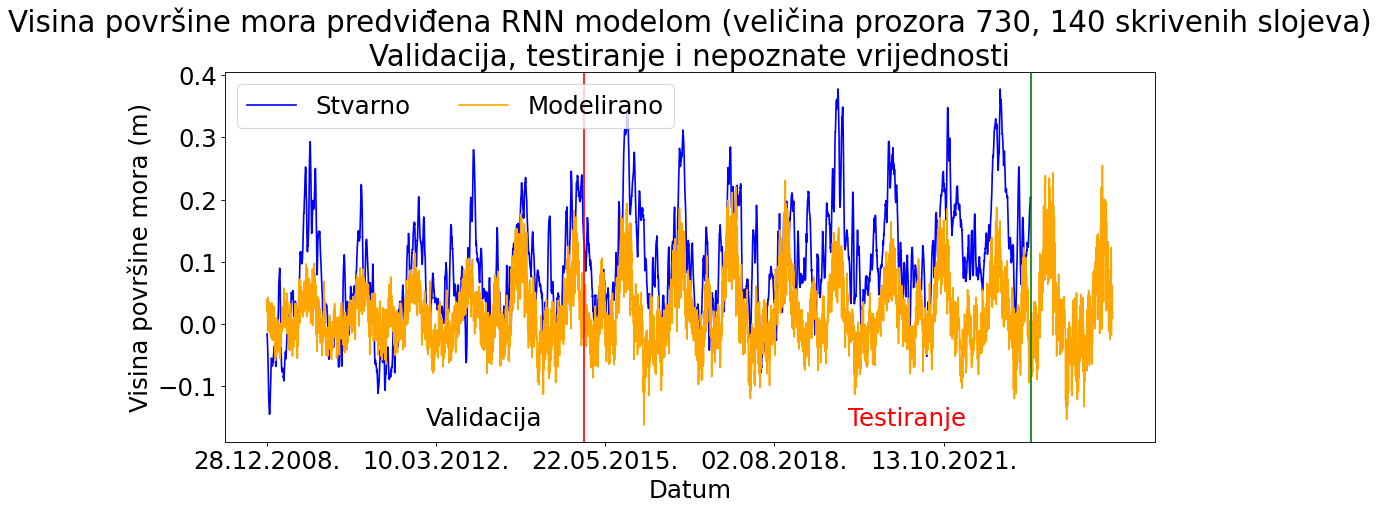 Visina površine mora predviđena RNN modelom (veličina prozora 730, 140 skrivenih slojeva)
Validacija, testiranje i nepoznate vrijednosti
Stvarno
Modelirano
Visina površine mora (m)
0.4
0.3
0.2
0.1
0.0
−0.1
Validacija
Testiranje
28.12.2008.
10.03.2012.
22.05.2015.
02.08.2018.
13.10.2021.
Datum